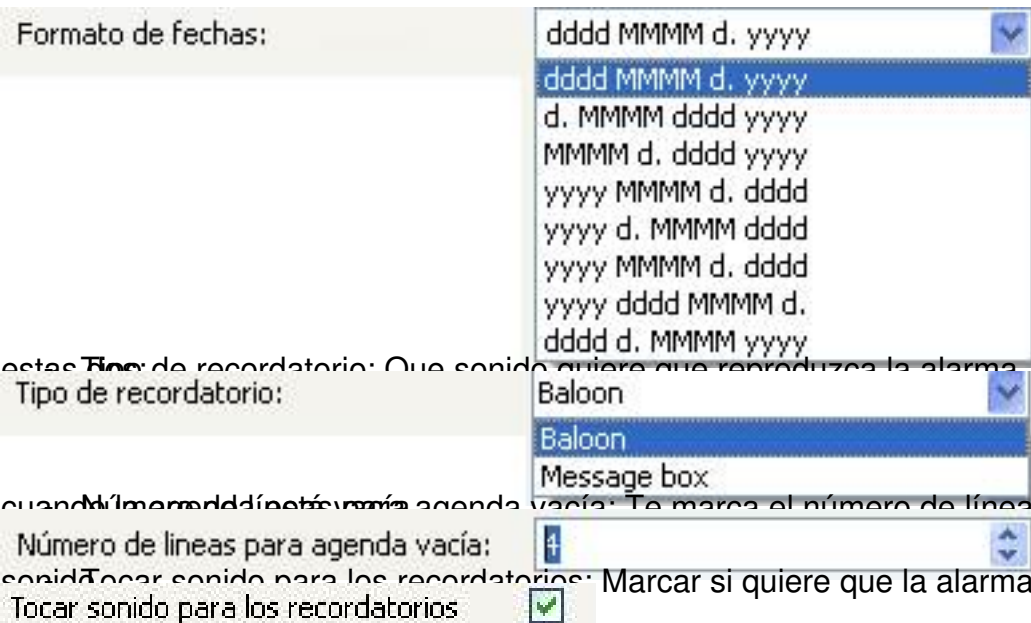 Formato de fechas: dddd MMMM d. yyyy
dddd MMMM d. yyyy
d. MMMM dddd yyyy
MMMM d. dddd yyyy
yyyy MMMM d. dddd
yyyy d. MMMM dddd
yyyy MMMM d. dddd
yyyy dddd MMMM d.
dddd d. MMMM yyyy
estas Tipo de recordatorio: Que sonido quiere que reproduzca la alarma
Tipo de recordatorio: Baloon
Baloon
Message box
agenda vacía: Te marca el número de línea
Número de lineas para agenda vacía: 4
sonido Tocar sonido para los recordatorios: Marcar si quiere que la alarma
Tocar sonido para los recordatorios